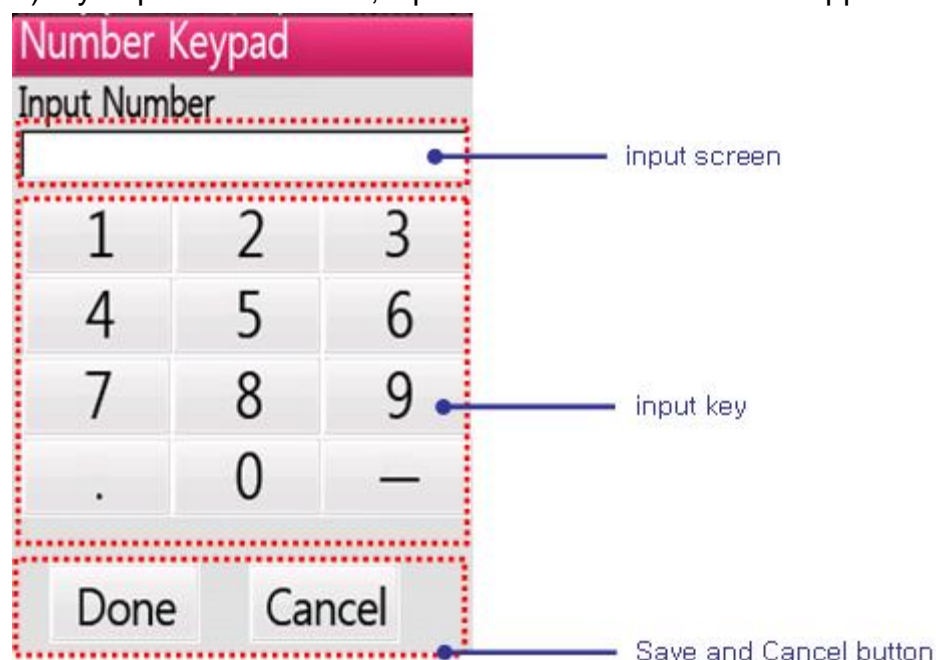 Number Keypad
Input Number
input screen
1 2 3
4 5 6
7 8 9
input key
. 0 —
Done Cancel
Save and Cancel button